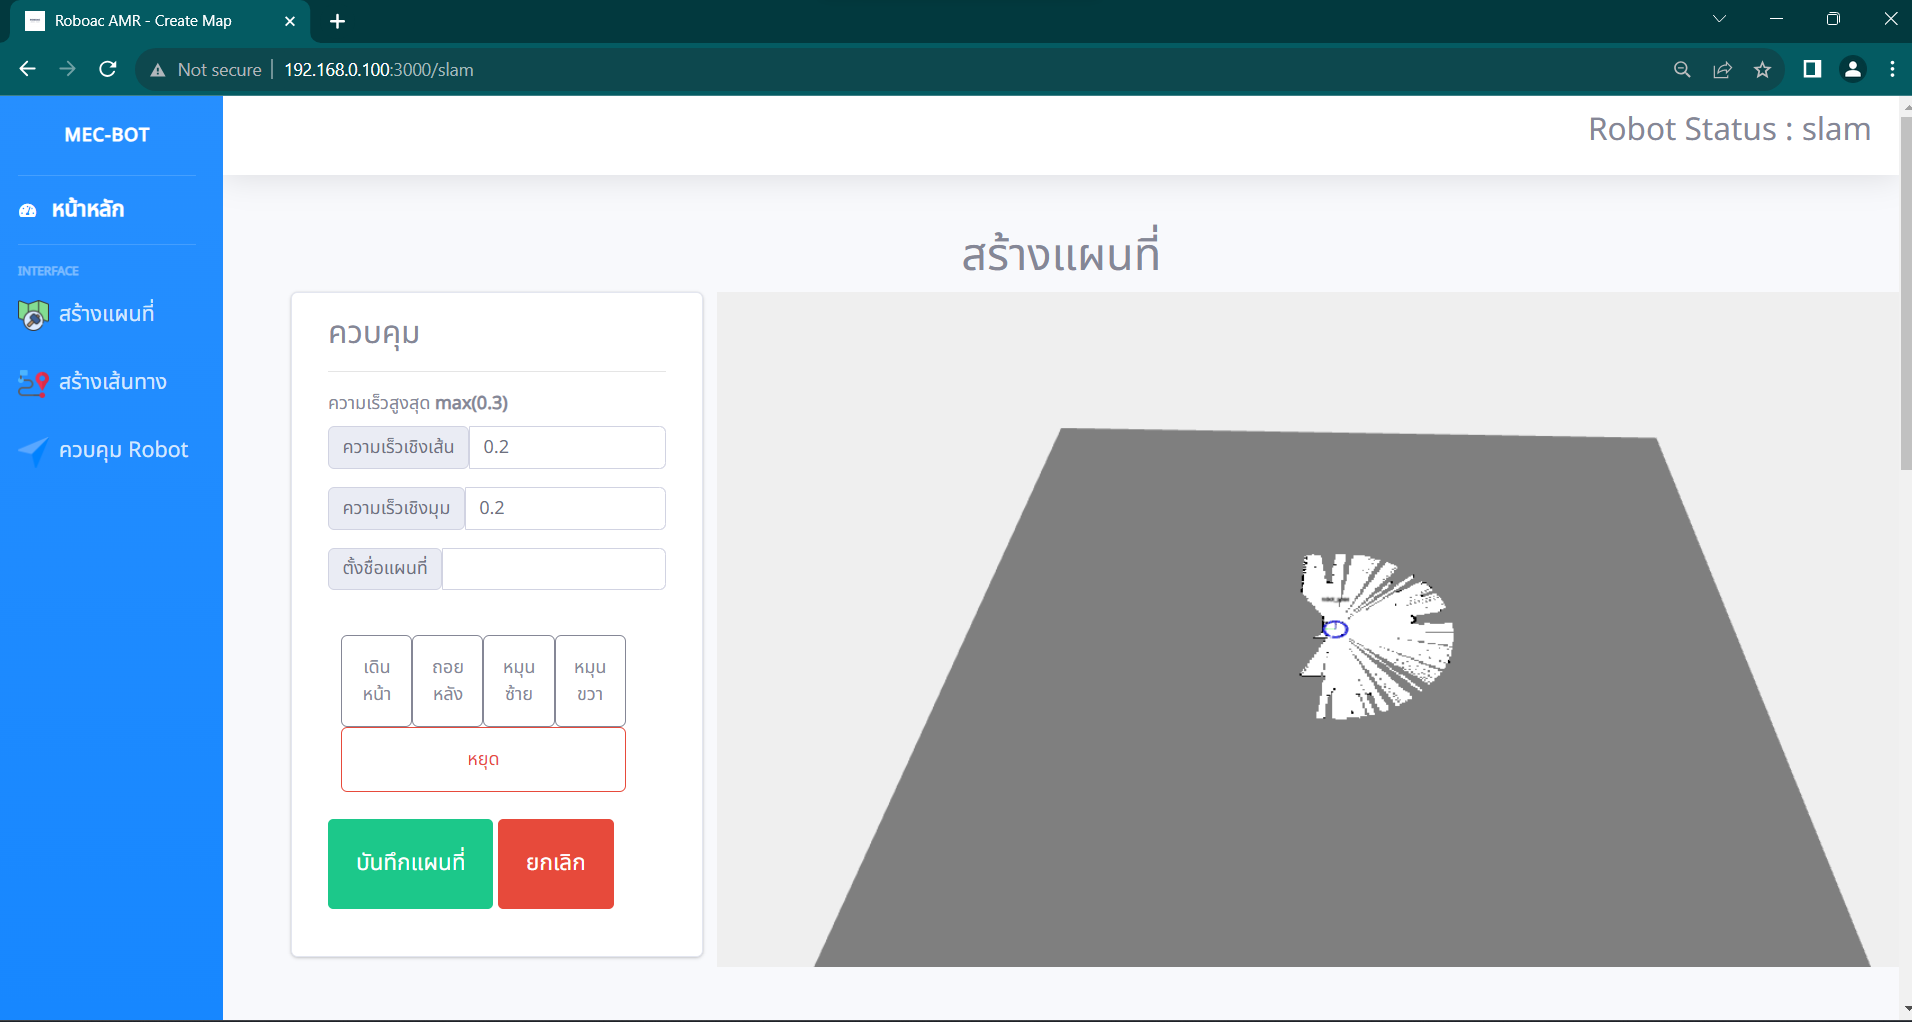 Roboac AMR - Create Map
Not secure
192.168.0.100:3000/slam
MEC-BOT
หน้าหลัก
INTERFACE
สร้างแผนที่
สร้างเส้นทาง
ควบคุม Robot
Robot Status : slam
สร้างแผนที่
ควบคุม
ความเร็วสูงสุด max(0.3)
ความเร็วเชิงเส้น 0.2
ความเร็วเชิงมุม 0.2
ตั้งชื่อแผนที่
เดินหน้า
ถอยหลัง
หมุนซ้าย
หมุนขวา
หยุด
บันทึกแผนที่
ยกเลิก